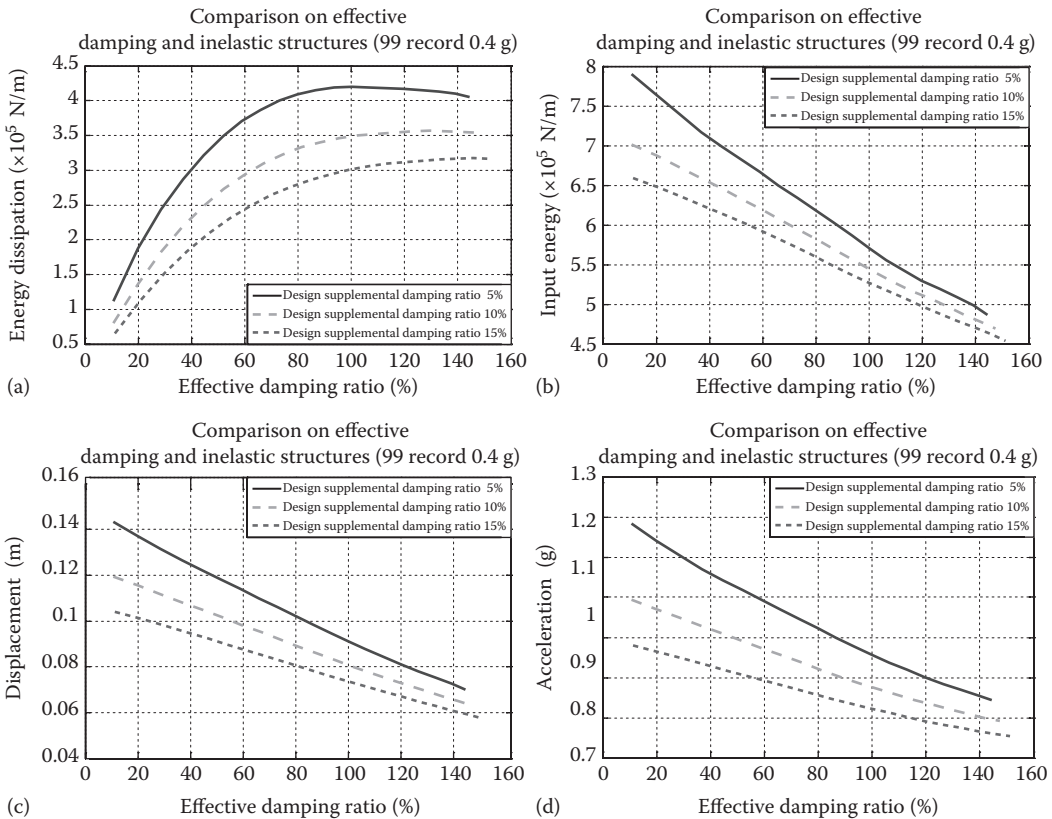 Comparison on effective
damping and inelastic structures (99 record 0.4 g)
4.5
4
3.5
3
2.5
2
1.5
1
0.5
Energy dissipation (×10⁵ N/m)
Design supplemental damping ratio 5%
Design supplemental damping ratio 10%
Design supplemental damping ratio 15%
0 20 40 60 80 100 120 140 160
(a) Effective damping ratio (%)
Comparison on effective
damping and inelastic structures (99 record 0.4 g)
8
7.5
7
6.5
6
5.5
5
4.5
Input energy (×10⁵ N/m)
Design supplemental damping ratio 5%
Design supplemental damping ratio 10%
Design supplemental damping ratio 15%
0 20 40 60 80 100 120 140 160
(b) Effective damping ratio (%)
Comparison on effective
damping and inelastic structures (99 record 0.4 g)
0.16
0.14
0.12
0.1
0.08
0.06
0.04
Displacement (m)
Design supplemental damping ratio 5%
Design supplemental damping ratio 10%
Design supplemental damping ratio 15%
0 20 40 60 80 100 120 140 160
(c) Effective damping ratio (%)
Comparison on effective
damping and inelastic structures (99 record 0.4 g)
1.3
1.2
1.1
1
0.9
0.8
0.7
Acceleration (g)
Design supplemental damping ratio 5%
Design supplemental damping ratio 10%
Design supplemental damping ratio 15%
0 20 40 60 80 100 120 140 160
(d) Effective damping ratio (%)